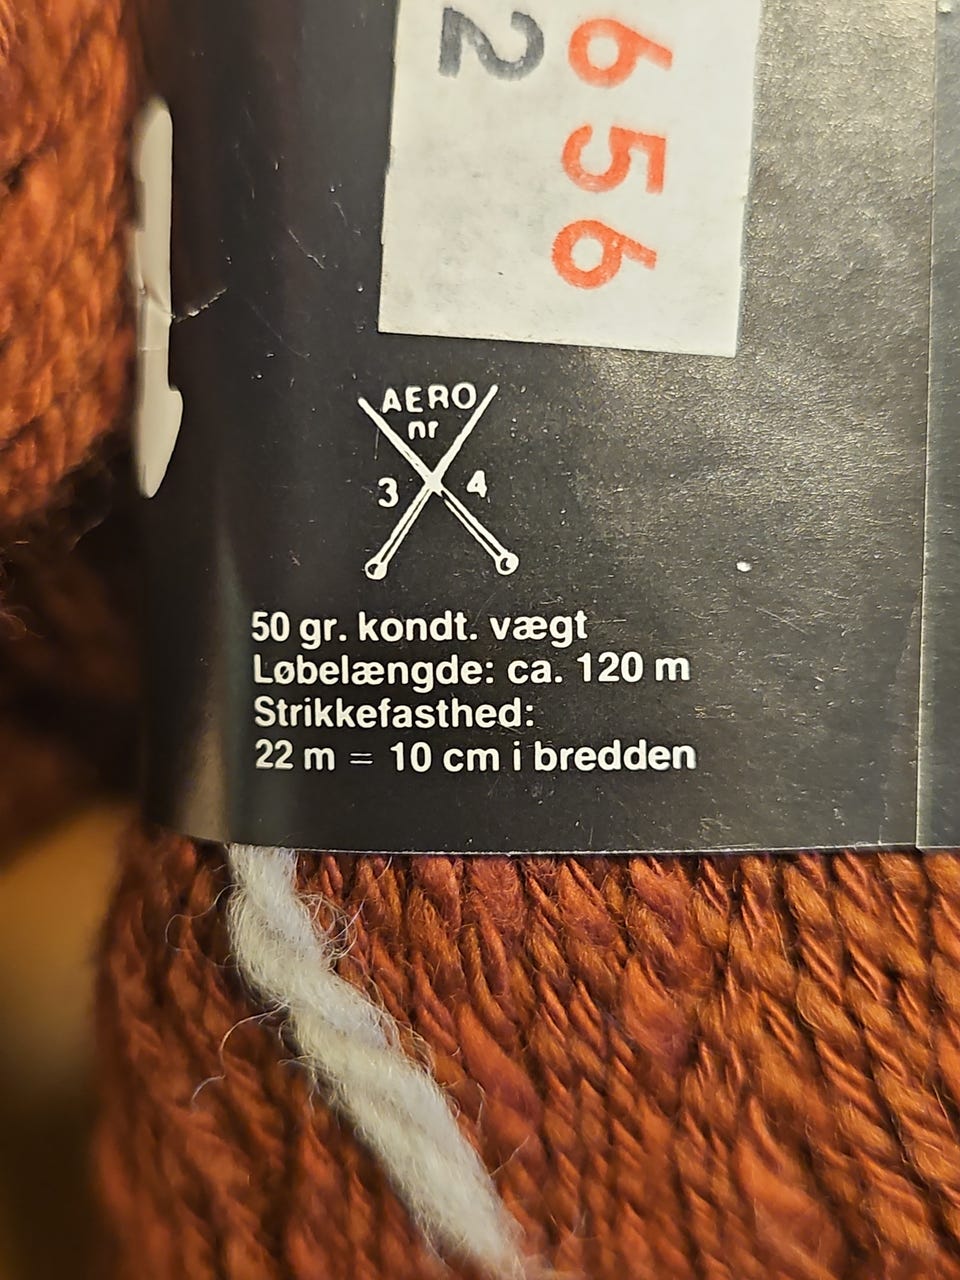 656
2
AERO
nr
3 4
50 gr. kondt. vægt
Løbelængde: ca. 120 m
Strikkefasthed:
22 m = 10 cm i bredden